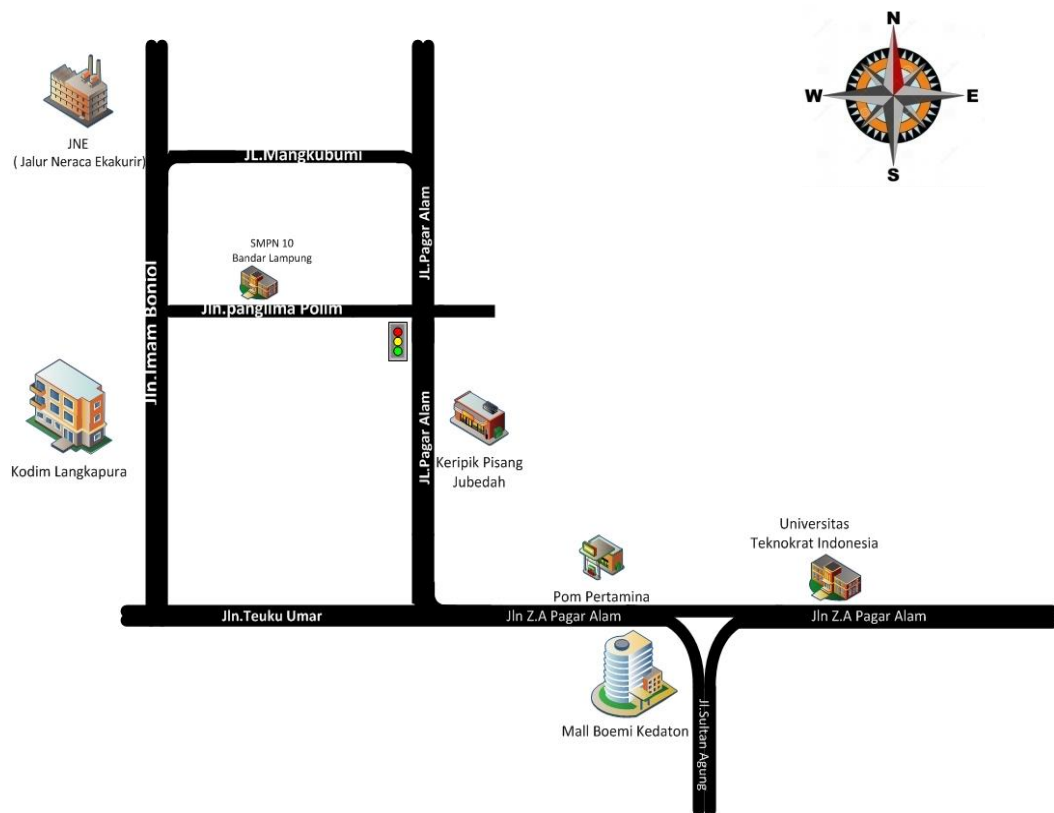 N
W
E
S
JNE
( Jalur Neraca Ekakurir)
JL.Mangkubumi
JL.Pagar Alam
SMPN 10
Bandar Lampung
Jln.panglima Polim
Jln.Imam Boniol
Kodim Langkapura
JL.Pagar Alam
Keripik Pisang
Jubedah
Universitas
Teknokrat Indonesia
Pom Pertamina
Jln.Teuku Umar
Jln Z.A Pagar Alam
Jln Z.A Pagar Alam
Mall Boemi Kedaton
Jl.Sultan Agung